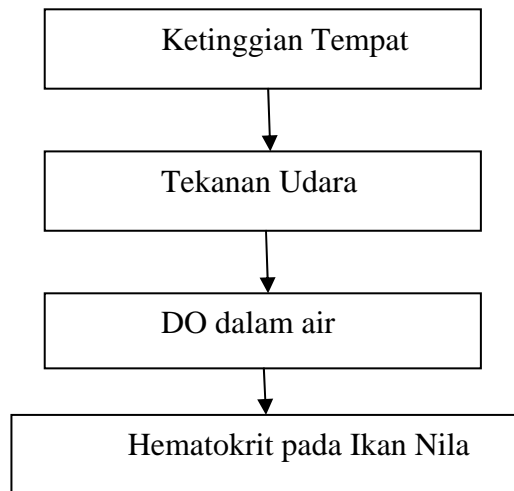 Ketinggian Tempat
Tekanan Udara
DO dalam air
Hematokrit pada Ikan Nila